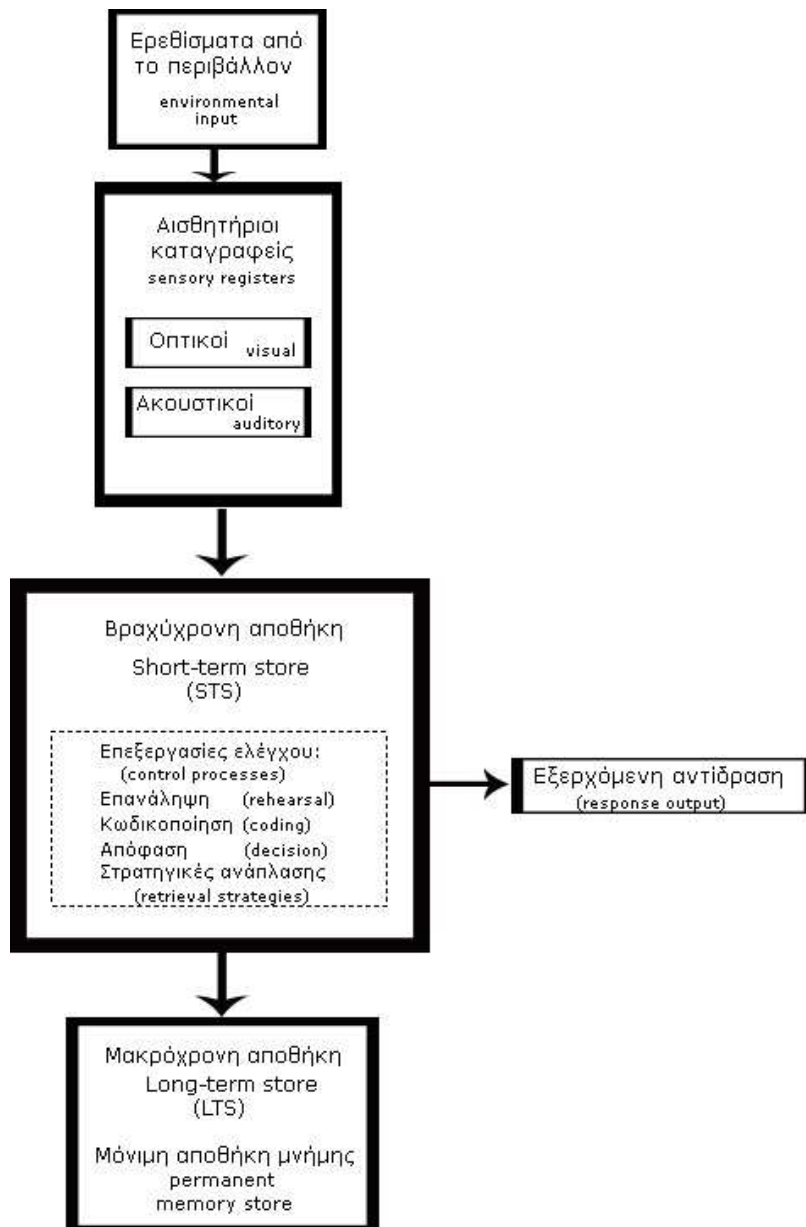 Ερεθίσματα από
το περιβάλλον
environmental
input
Αισθητήριοι
καταγραφείς
sensory registers
Οπτικοί visual
Ακουστικοί
auditory
Βραχύχρονη αποθήκη
Short-term store
(STS)
Επεξεργασίες ελέγχου:
(control processes)
Επανάληψη (rehearsal)
Κωδικοποίηση (coding)
Απόφαση (decision)
Στρατηγικές ανάπλασης
(retrieval strategies)
Εξερχόμενη αντίδραση
(response output)
Μακρόχρονη αποθήκη
Long-term store
(LTS)
Μόνιμη αποθήκη μνήμης
permanent
memory store